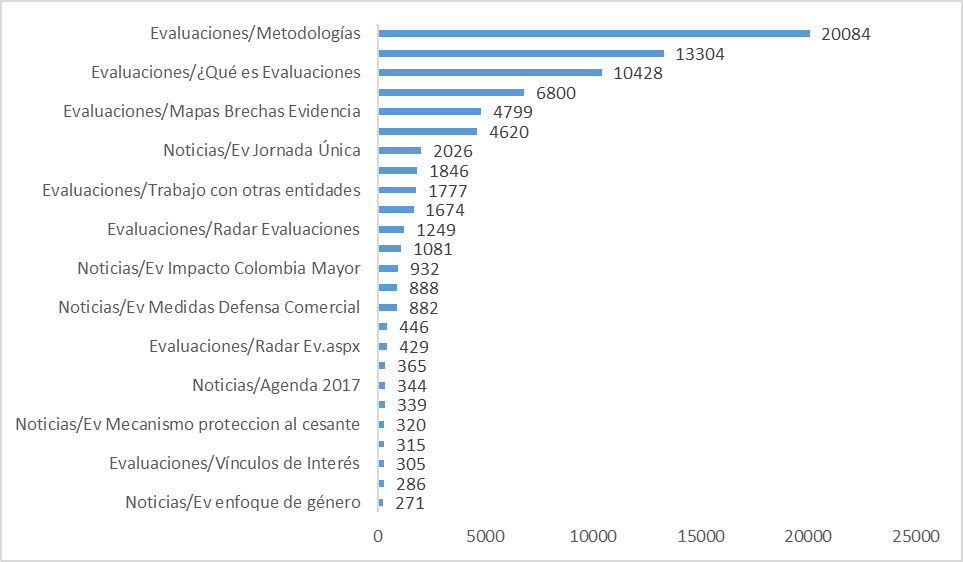 Evaluaciones/Metodologías 20084
13304
Evaluaciones/¿Qué es Evaluaciones 10428
6800
Evaluaciones/Mapas Brechas Evidencia 4799
4620
Noticias/Ev Jornada Única 2026
1846
Evaluaciones/Trabajo con otras entidades 1777
1674
Evaluaciones/Radar Evaluaciones 1249
1081
Noticias/Ev Impacto Colombia Mayor 932
888
Noticias/Ev Medidas Defensa Comercial 882
446
Evaluaciones/Radar Ev.aspx 429
365
Noticias/Agenda 2017 344
339
Noticias/Ev Mecanismo proteccion al cesante 320
315
Evaluaciones/Vínculos de Interés 305
286
Noticias/Ev enfoque de género 271
0 5000 10000 15000 20000 25000